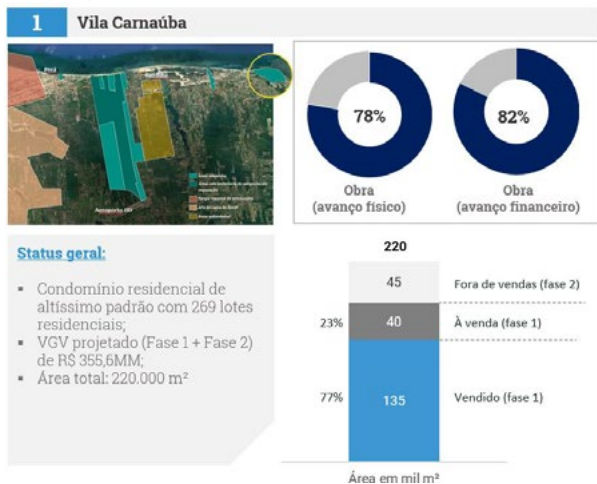 1 Vila Carnaúba
Preá
78%
82%
Obra
(avanço físico)
Obra
(avanço financeiro)
Status geral:
▪ Condomínio residencial de
altíssimo padrão com 269 lotes
residenciais;
▪ VGV projetado (Fase 1 + Fase 2)
de R$ 355,6MM;
▪ Área total: 220.000 m²
220
45 Fora de vendas (fase 2)
23% 40 À venda (fase 1)
77% 135 Vendido (fase 1)
Área em mil m²